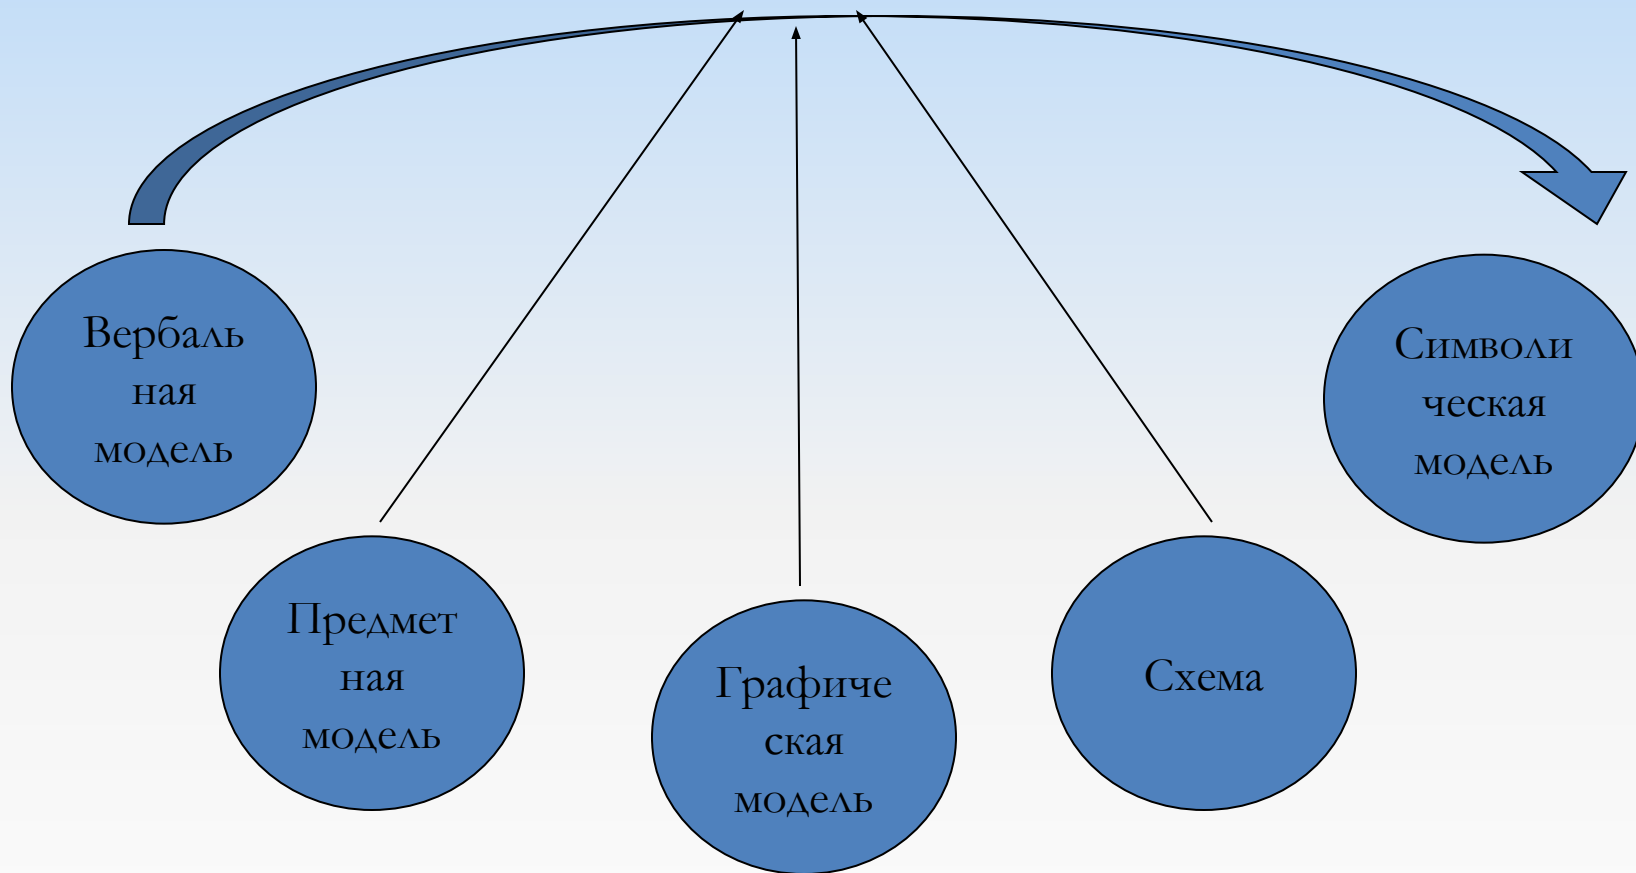 Вербаль
ная
модель
Символи
ческая
модель
Предмет
ная
модель
Графиче
ская
модель
Схема